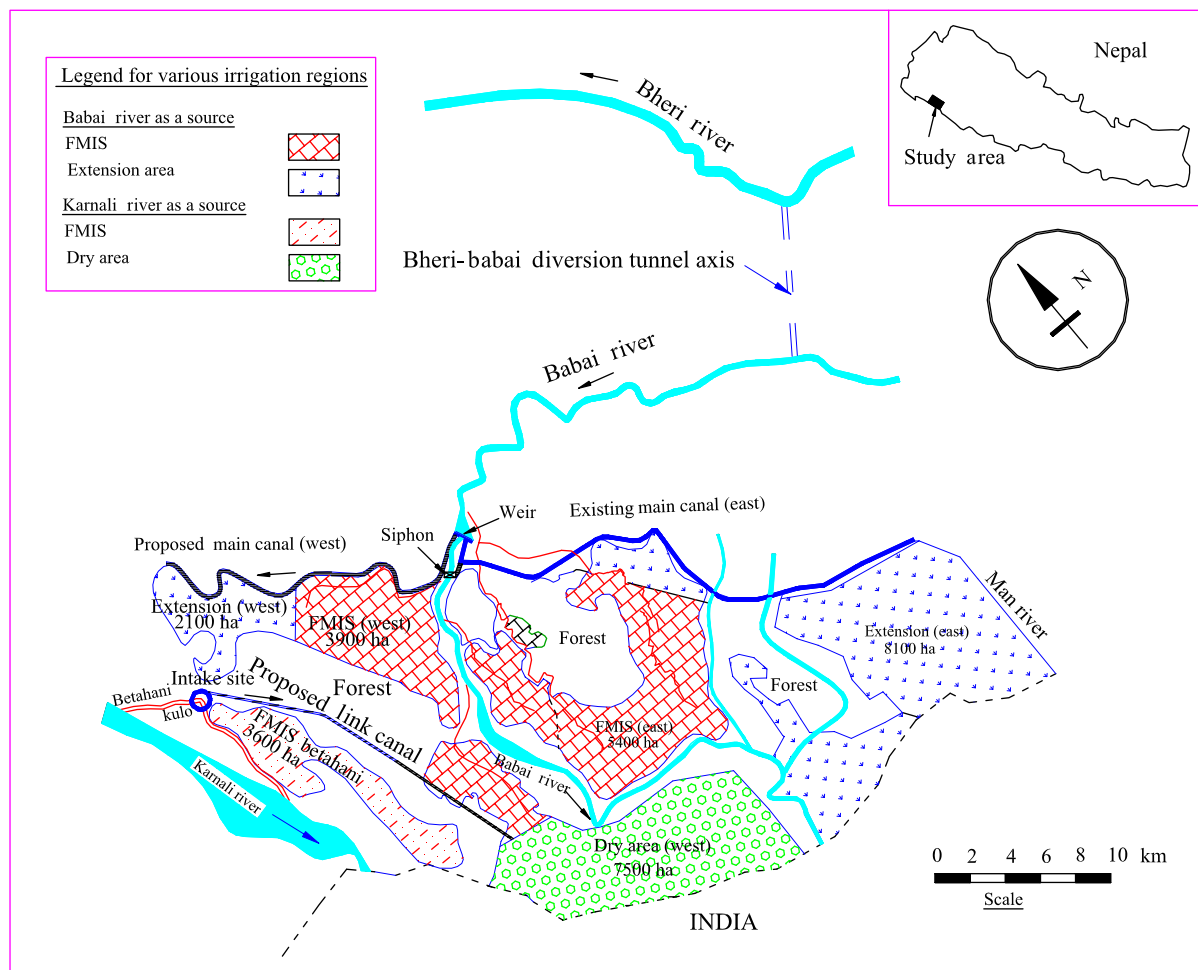 Legend for various irrigation regions
Babai river as a source
FMIS
Extension area
Karnali river as a source
FMIS
Dry area
Bheri river
Nepal
Study area
Bheri-babai diversion tunnel axis
N
Babai river
Weir
Existing main canal (east)
Siphon
Proposed main canal (west)
Man river
Extension (west)
2100 ha
FMIS (west)
3900 ha
Forest
Extension (east)
8100 ha
Intake site
Forest
Forest
Betahani
kulo
Proposed link canal
FMIS betahani
3600 ha
FMIS (east)
5400 ha
Babai river
Karnali river
Dry area (west)
7500 ha
0 2 4 6 8 10 km
Scale
INDIA